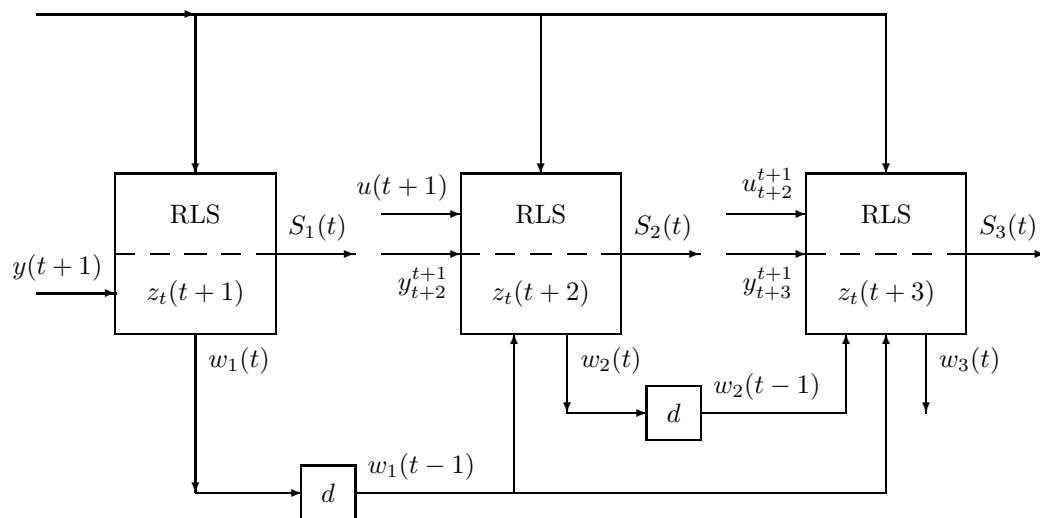 RLS
z_t(t+1)
y(t+1)
S_1(t)
w_1(t)
d
w_1(t−1)
u(t+1)
y_{t+2}^{t+1}
RLS
z_t(t+2)
S_2(t)
w_2(t)
d
w_2(t−1)
u_{t+2}^{t+1}
y_{t+3}^{t+1}
RLS
z_t(t+3)
S_3(t)
w_3(t)